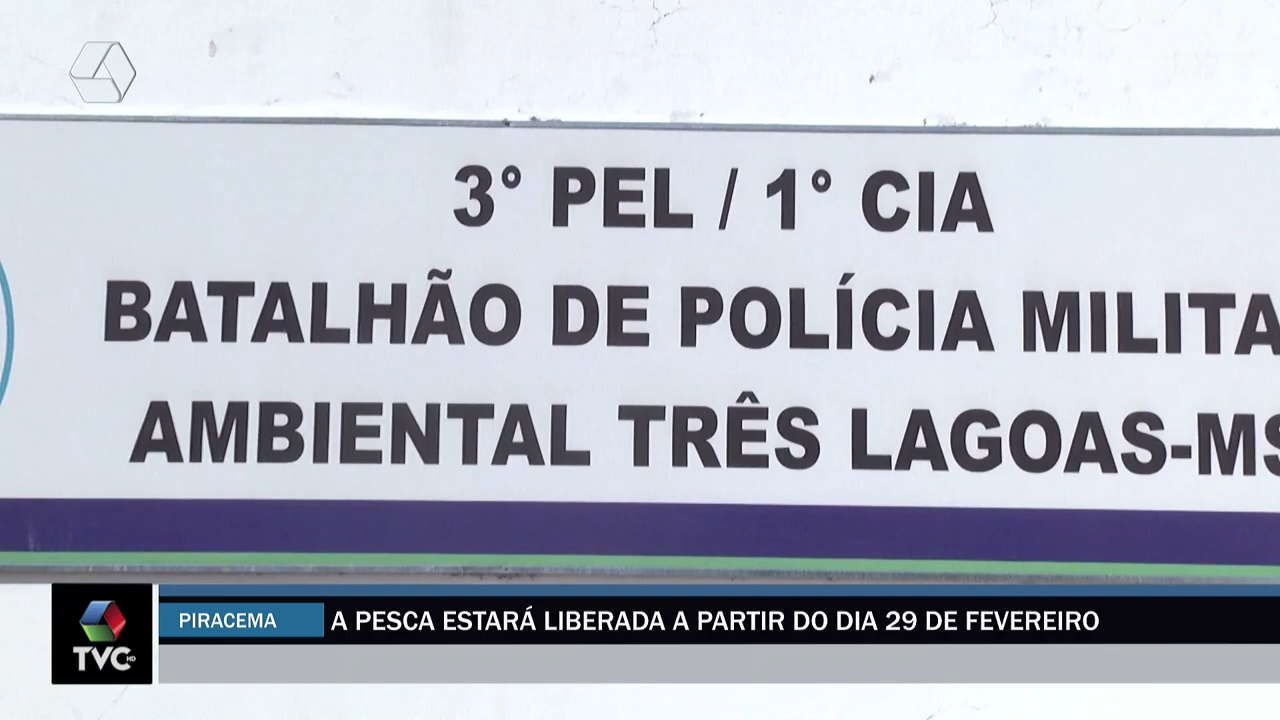 3° PEL / 1° CIA
BATALHÃO DE POLÍCIA MILITA
AMBIENTAL TRÊS LAGOAS-MS
PIRACEMA
A PESCA ESTARÁ LIBERADA A PARTIR DO DIA 29 DE FEVEREIRO
TVC HD